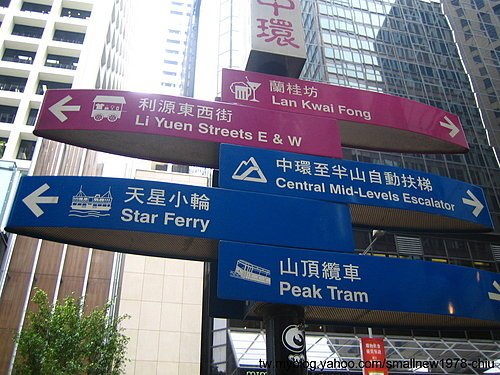 中環
蘭桂坊
Lan Kwai Fong
利源東西街
Li Yuen Streets E & W
中環至半山自動扶梯
Central Mid-Levels Escalator
天星小輪
Star Ferry
山頂纜車
Peak Tram
tw.myblog.yahoo.com/smallnew1978-chiu